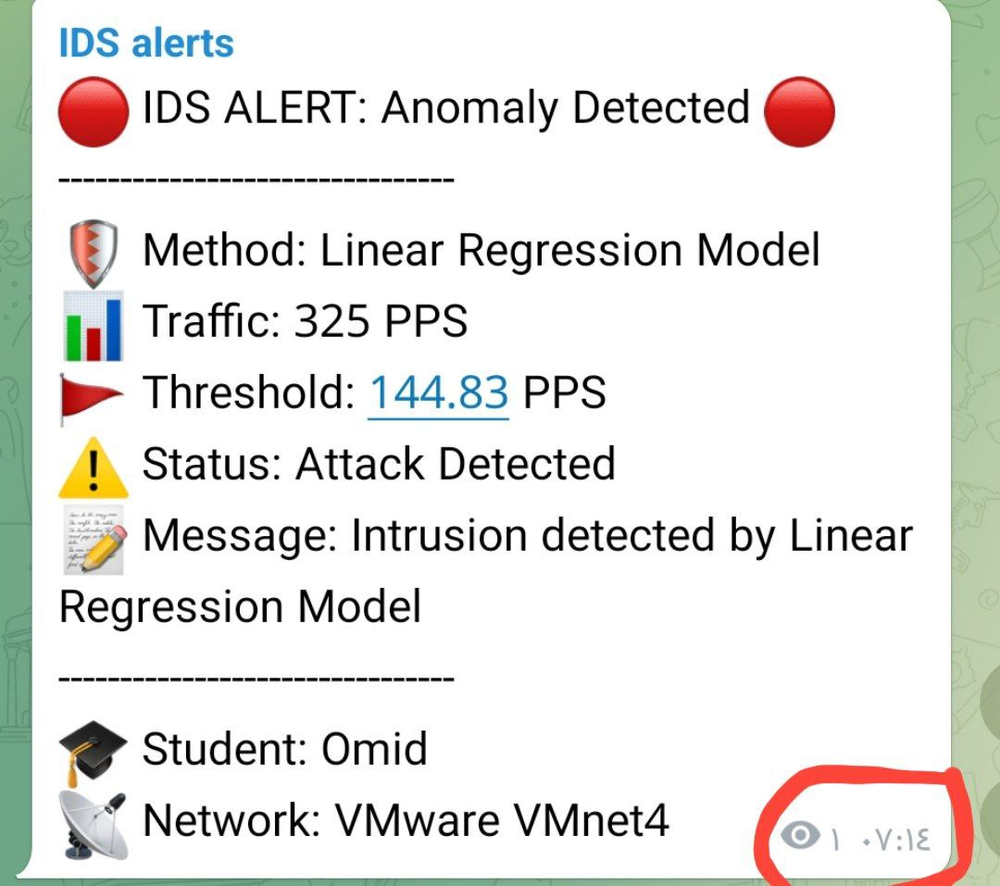 IDS alerts
🔴 IDS ALERT: Anomaly Detected 🔴
--------------------------------
Method: Linear Regression Model
Traffic: 325 PPS
Threshold: 144.83 PPS
Status: Attack Detected
Message: Intrusion detected by Linear
Regression Model
--------------------------------
Student: Omid
Network: VMware VMnet4
١ ٠٧:١٤